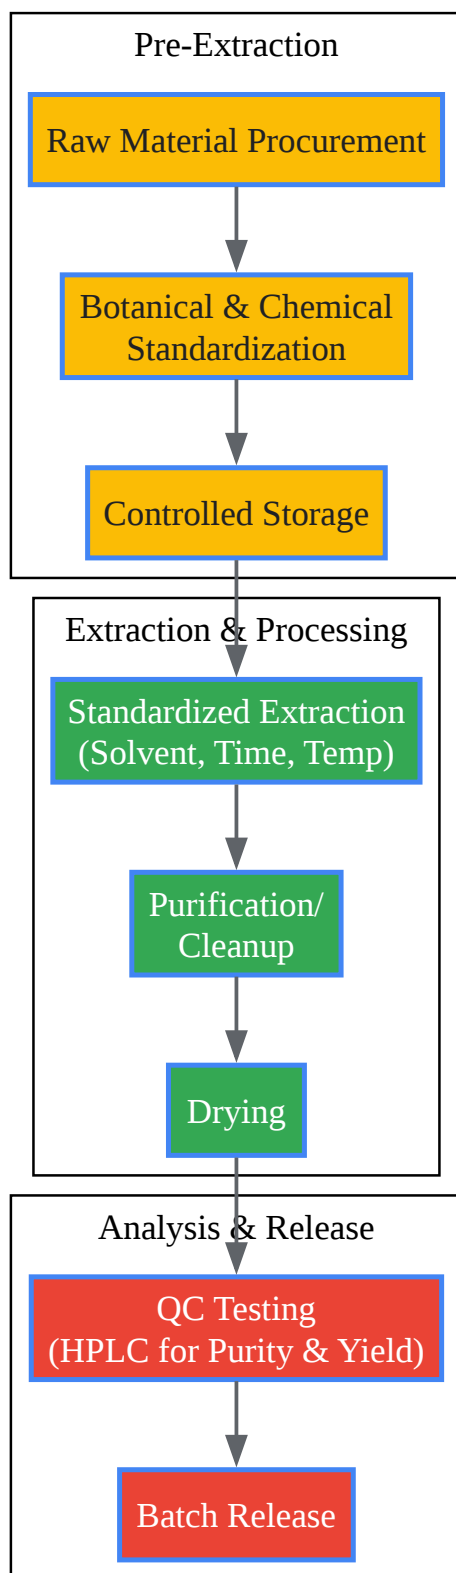 Pre-Extraction
Raw Material Procurement
Botanical & Chemical
Standardization
Controlled Storage
Extraction & Processing
Standardized Extraction
(Solvent, Time, Temp)
Purification/
Cleanup
Drying
Analysis & Release
QC Testing
(HPLC for Purity & Yield)
Batch Release